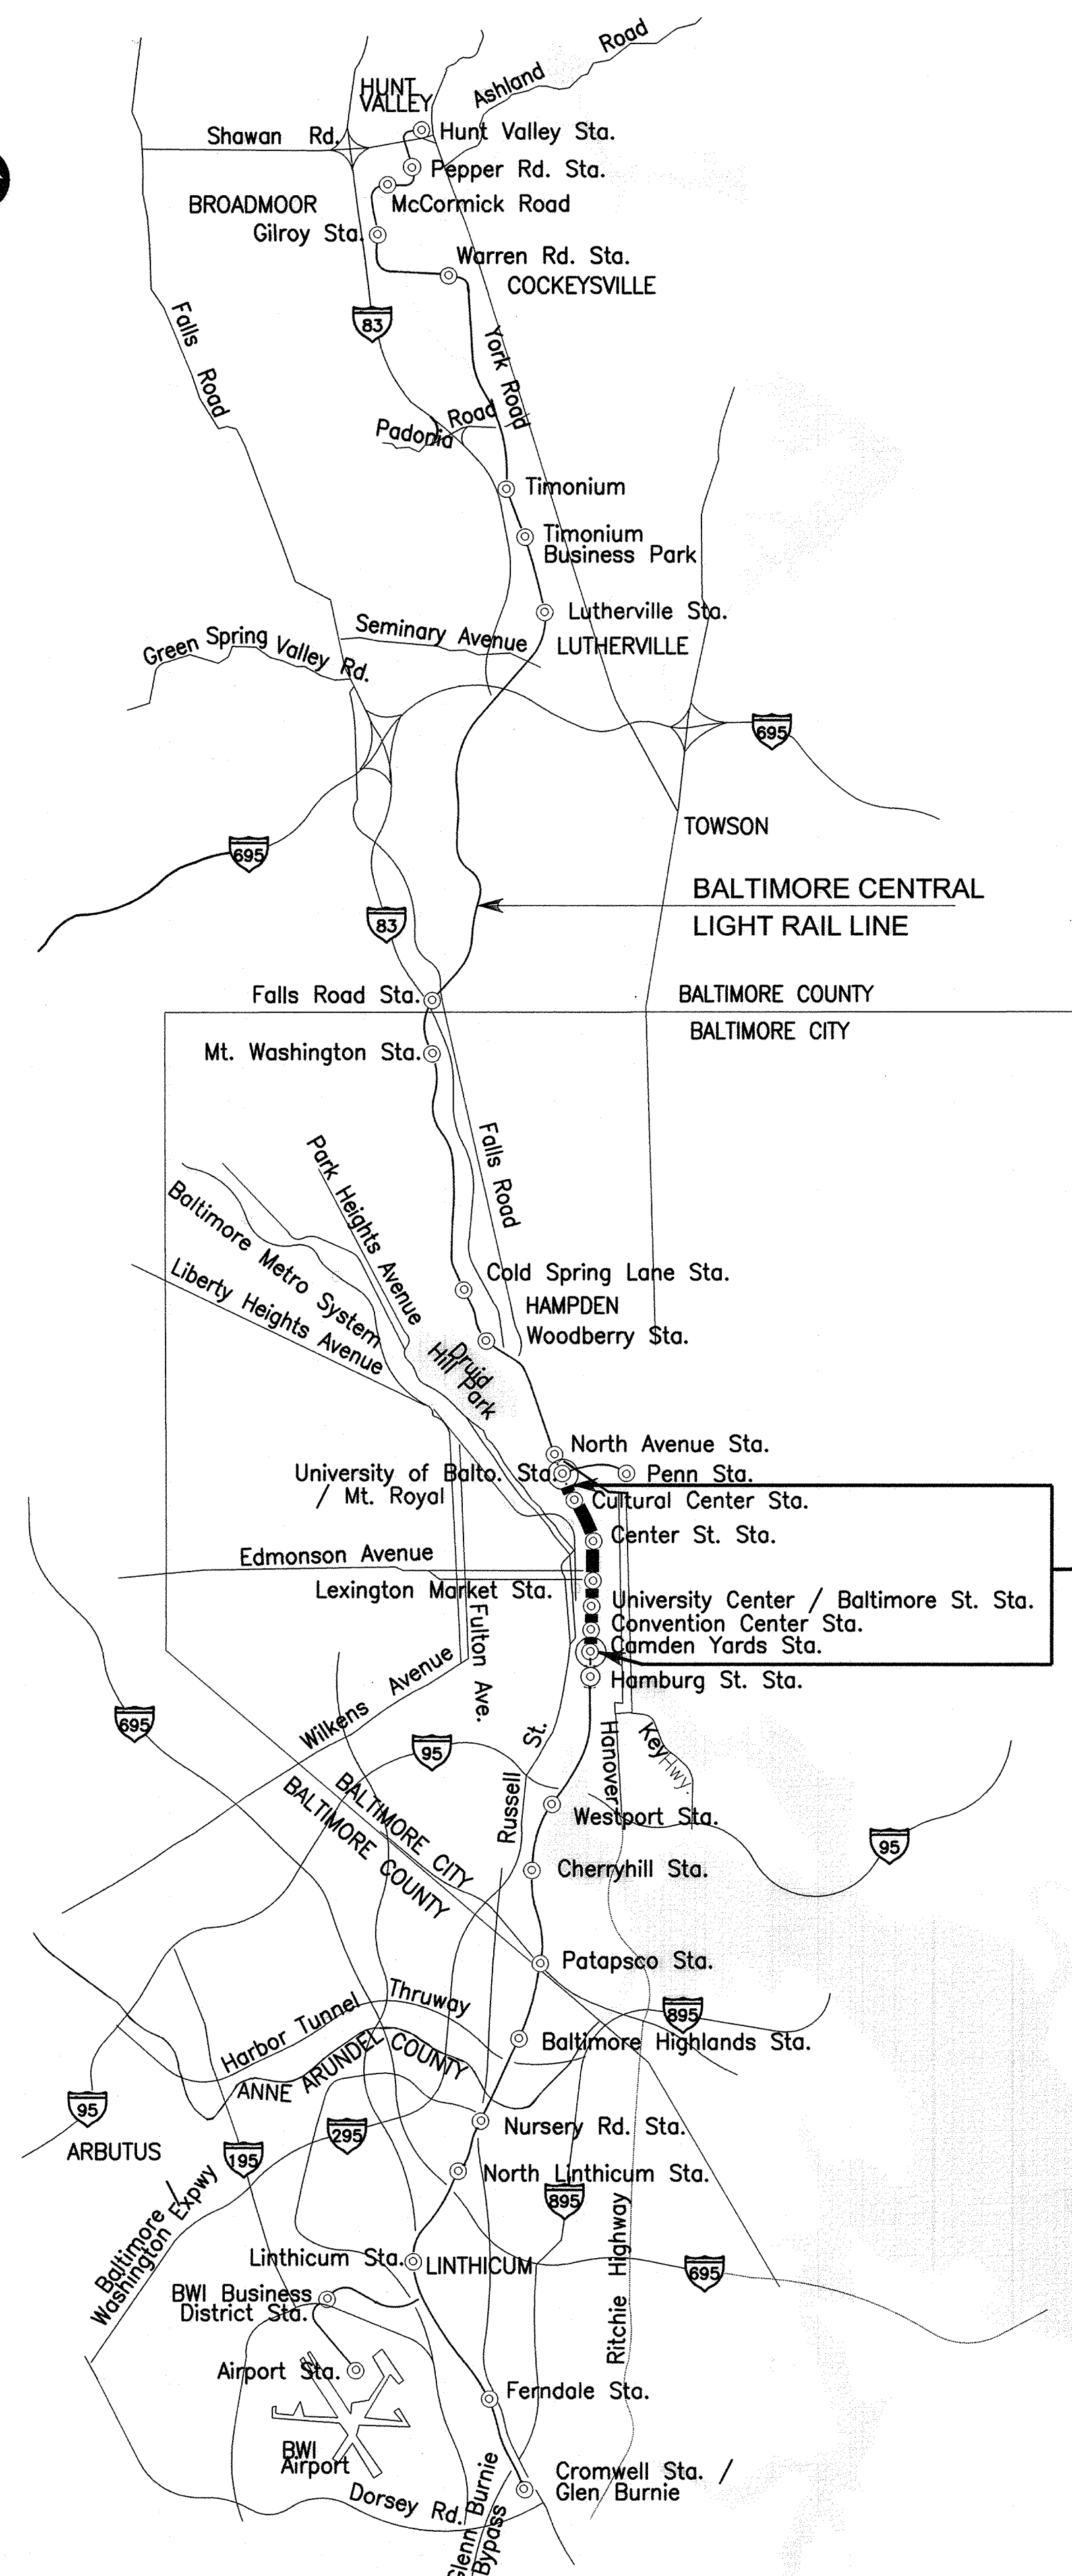 Road
Ashland
HUNT
VALLEY
Shawan Rd.
Hunt Valley Sta.
Pepper Rd. Sta.
BROADMOOR
McCormick Road
Gilroy Sta.
Warren Rd. Sta.
COCKEYSVILLE
83
Falls Road
York Road
Padonia Road
Timonium
Timonium
Business Park
Lutherville Sta.
Seminary Avenue
LUTHERVILLE
Green Spring Valley Rd.
695
TOWSON
695
BALTIMORE CENTRAL
LIGHT RAIL LINE
83
Falls Road Sta.
BALTIMORE COUNTY
BALTIMORE CITY
Mt. Washington Sta.
Falls Road
Park Heights Avenue
Baltimore Metro System
Liberty Heights Avenue
Cold Spring Lane Sta.
HAMPDEN
Woodberry Sta.
Druid
Hill Park
North Avenue Sta.
University of Balto. Sta.
/ Mt. Royal
Penn Sta.
Cultural Center Sta.
Center St. Sta.
Edmonson Avenue
Lexington Market Sta.
University Center / Baltimore St. Sta.
Convention Center Sta.
Camden Yards Sta.
Hamburg St. Sta.
Fulton Ave.
Wilkens Avenue
695
95
Russell St.
Hanover
Key Hwy.
BALTIMORE CITY
BALTIMORE COUNTY
Westport Sta.
95
Cherryhill Sta.
Patapsco Sta.
Harbor Tunnel Thruway
895
Baltimore Highlands Sta.
ANNE ARUNDEL COUNTY
95
ARBUTUS
195
295
Nursery Rd. Sta.
North Linthicum Sta.
895
Baltimore /
Washington Expwy
Ritchie Highway
Linthicum Sta.
LINTHICUM
695
BWI Business
District Sta.
Airport Sta.
Ferndale Sta.
BWI
Airport
Cromwell Sta. /
Glen Burnie
Dorsey Rd.
Glenn Burnie
Bypass